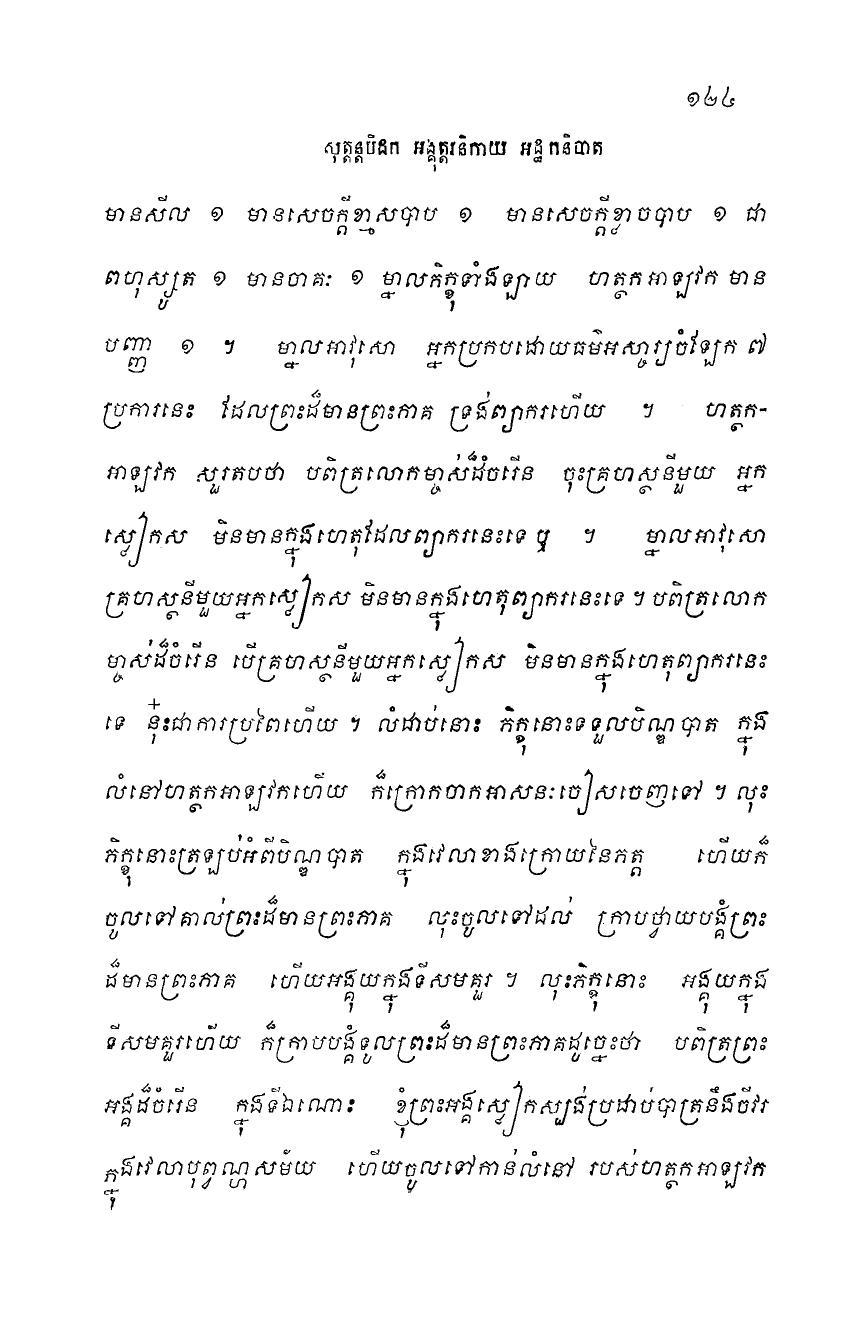 ១២៤
សុត្តន្តបិដក អង្គុត្តរនិកាយ អដ្ឋកនិបាត
មានសីល ១ មានសេចក្តីខ្មាសបាប ១ មានសេចក្តីខ្លាចបាប ១ ជា
ពហុស្សូត ១ មានចាគៈ ១ ម្នាលភិក្ខុទាំងឡាយ ហត្ថកអាឡវក មាន
បញ្ញា ១ ។ ម្នាលអាវុសោ អ្នកប្រកបដោយធម៌អស្ចារ្យចំឡែក ៧
ប្រការនេះ ដែលព្រះដ៏មានព្រះភាគ ទ្រង់ព្យាករហើយ ។ ហត្ថក-
អាឡវក សួរតបថា បពិត្រលោកម្ចាស់ដ៏ចំរើន ចុះគ្រហស្ថនីមួយ អ្នក
ស្លៀកស មិនមានក្នុងហេតុដែលព្យាករនេះទេ ឬ ។ ម្នាលអាវុសោ
គ្រហស្ថនីមួយអ្នកស្លៀកស មិនមានក្នុងហេតុព្យាករនេះទេ ។ បពិត្រលោក
ម្ចាស់ដ៏ចំរើន បើគ្រហស្ថនីមួយអ្នកស្លៀកស មិនមានក្នុងហេតុព្យាករនេះ
ទេ នុ៎ះជាការប្រពៃហើយ ។ លំដាប់នោះ ភិក្ខុនោះទទួលបិណ្ឌបាត ក្នុង
លំនៅហត្ថកអាឡវកហើយ ក៏ក្រោកចាកអាសនៈចៀសចេញទៅ ។ លុះ
ភិក្ខុនោះត្រឡប់អំពីបិណ្ឌបាត ក្នុងវេលាខាងក្រោយនៃភត្ត ហើយក៏
ចូលទៅគាល់ព្រះដ៏មានព្រះភាគ លុះចូលទៅដល់ ក្រាបថ្វាយបង្គំព្រះ
ដ៏មានព្រះភាគ ហើយអង្គុយក្នុងទីសមគួរ ។ លុះភិក្ខុនោះ អង្គុយក្នុង
ទីសមគួរហើយ ក៏ក្រាបបង្គំទូលព្រះដ៏មានព្រះភាគដូច្នេះថា បពិត្រព្រះ
អង្គដ៏ចំរើន ក្នុងទីឯណោះ ខ្ញុំព្រះអង្គស្លៀកស្បង់ប្រដាប់បាត្រនឹងចីវរ
ក្នុងវេលាបុព្វណ្ហសម័យ ហើយចូលទៅកាន់លំនៅ របស់ហត្ថកអាឡវក